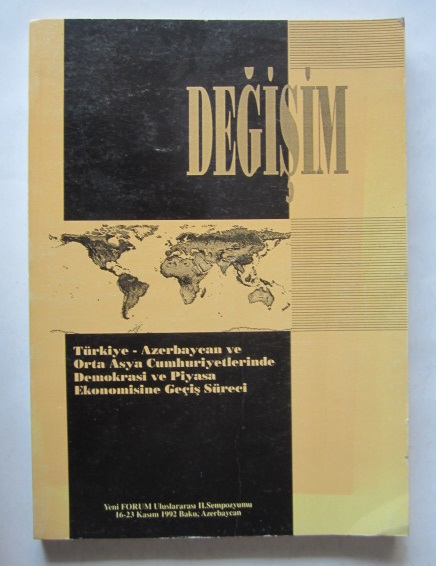 DEĞİŞİM
Türkiye - Azerbaycan ve
Orta Asya Cumhuriyetlerinde
Demokrasi ve Piyasa
Ekonomisine Geçiş Süreci
Yeni FORUM Uluslararası II.Sempozyumu
16-23 Kasım 1992 Baku, Azerbaycan